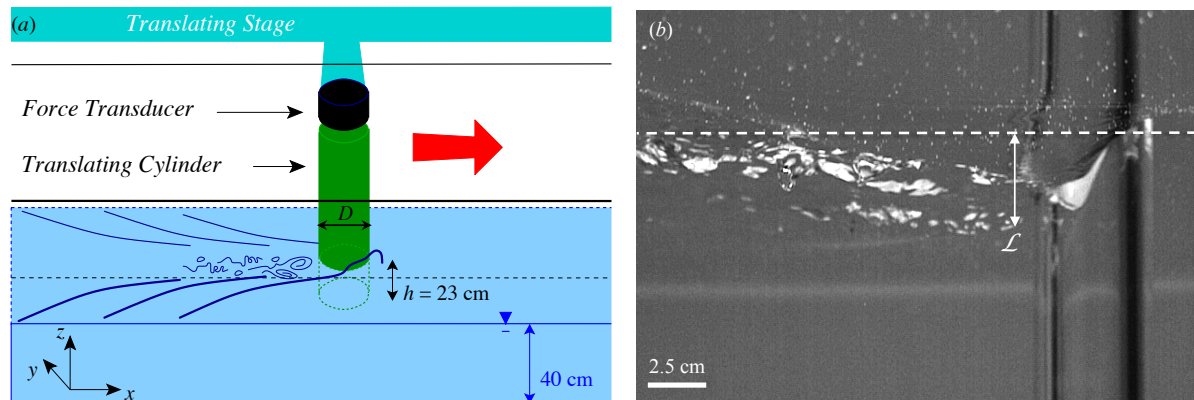 (a)
Translating Stage
Force Transducer
Translating Cylinder
D
h = 23 cm
z
y
x
40 cm
(b)
ℒ
2.5 cm